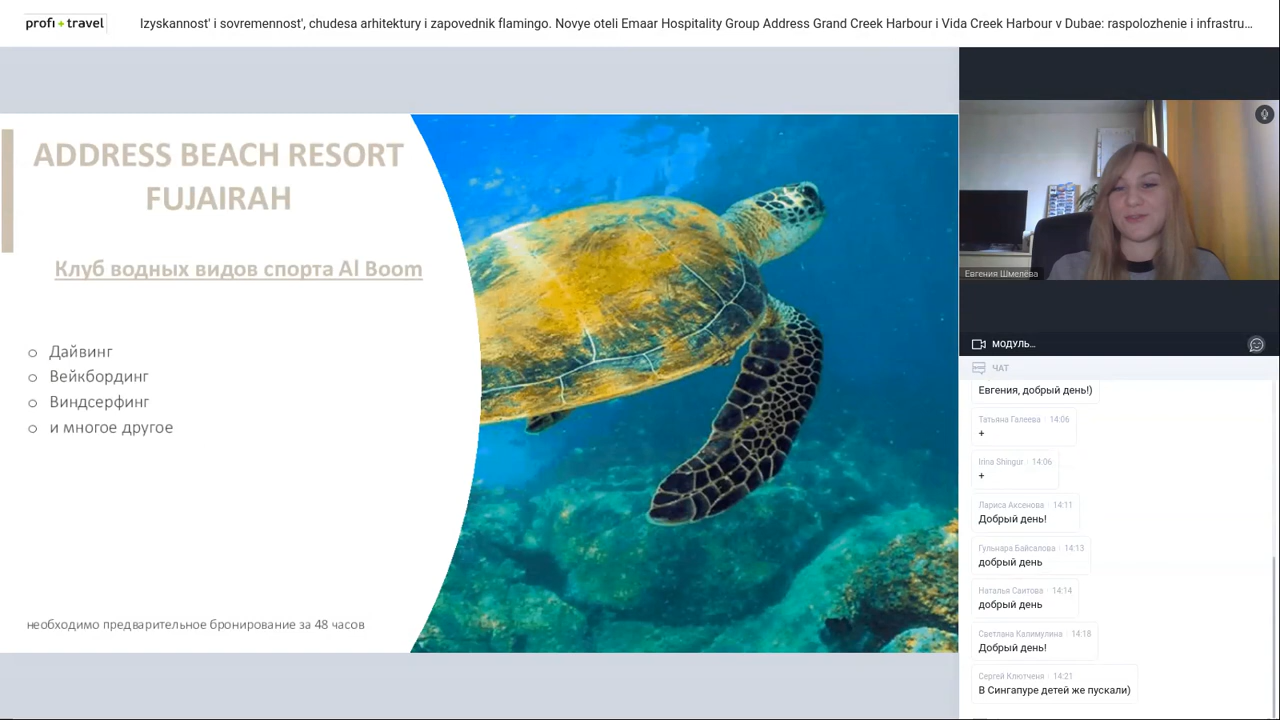 profi+travel
Izyskannost' i sovremennost', chudesa arhitektury i zapovednik flamingo. Novye oteli Emaar Hospitality Group Address Grand Creek Harbour i Vida Creek Harbour v Dubae: raspolozhenie i infrastru...
ADDRESS BEACH RESORT
FUJAIRAH
Клуб водных видов спорта Al Boom
o Дайвинг
o Вейкбординг
o Виндсерфинг
o и многое другое
необходимо предварительное бронирование за 48 часов
Евгения Шмелёва
МОДУЛЬ...
ЧАТ
Евгения, добрый день!)
Татьяна Галеева · 14:06
+
Irina Shingur · 14:06
+
Лариса Аксенова · 14:11
Добрый день!
Гульнара Байсалова · 14:13
добрый день
Наталья Саитова · 14:14
добрый день
Светлана Калимулина · 14:18
Добрый день!
Сергей Клютченя · 14:21
В Сингапуре детей же пускали)